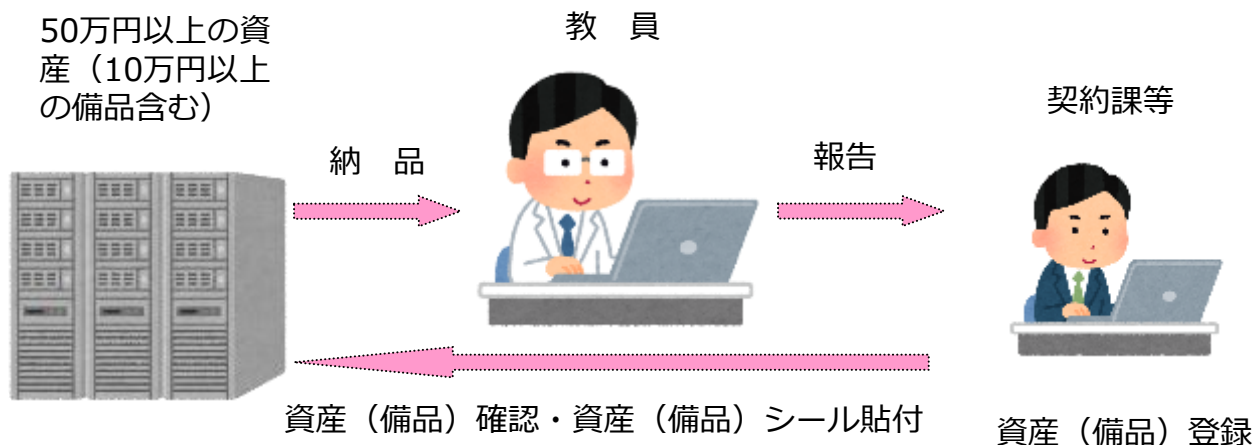 50万円以上の資
産（10万円以上
の備品含む）
教　員
契約課等
納　品
報告
資産（備品）確認・資産（備品）シール貼付
資産（備品）登録